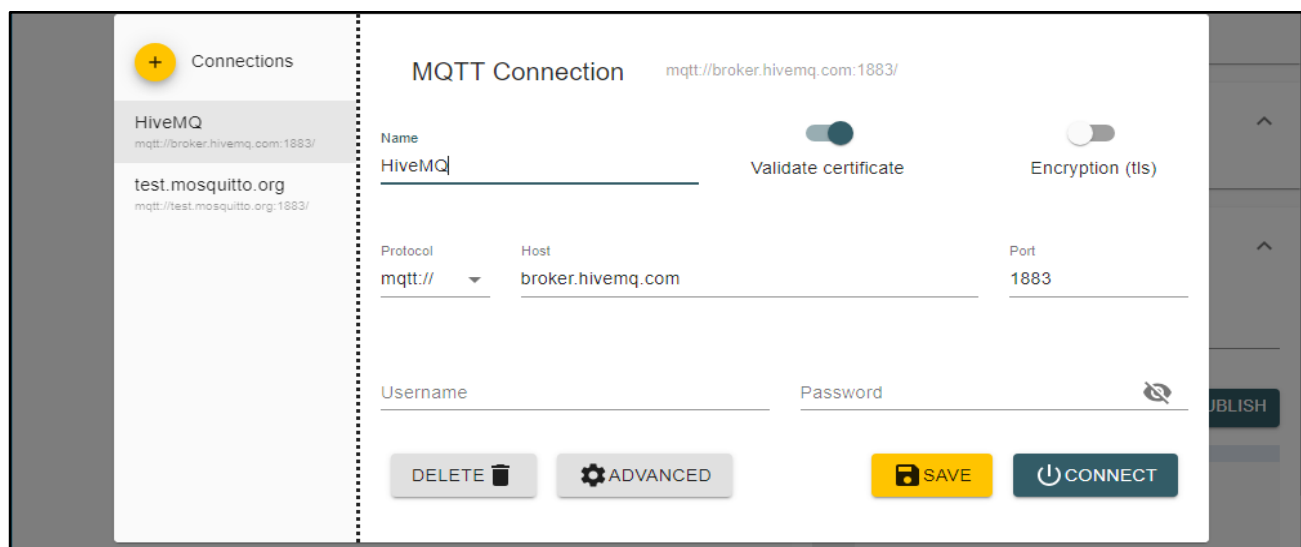 + Connections
HiveMQ
mqtt://broker.hivemq.com:1883/
test.mosquitto.org
mqtt://test.mosquitto.org:1883/
MQTT Connection mqtt://broker.hivemq.com:1883/
Name
HiveMQ
Validate certificate
Encryption (tls)
Protocol Host Port
mqtt:// broker.hivemq.com 1883
Username Password
DELETE ADVANCED SAVE CONNECT
UBLISH